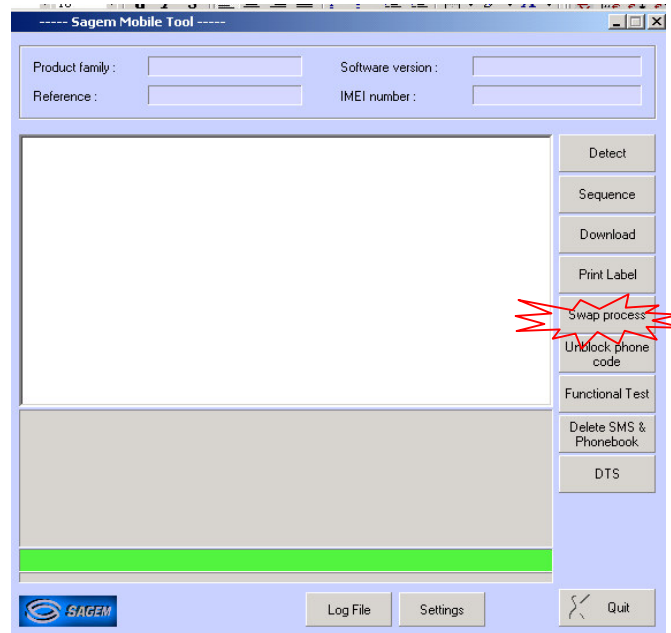 ----- Sagem Mobile Tool -----
Product family :
Software version :
Reference :
IMEI number :
Detect
Sequence
Download
Print Label
Swap process
Unblock phone
code
Functional Test
Delete SMS &
Phonebook
DTS
SAGEM
Log File
Settings
Quit